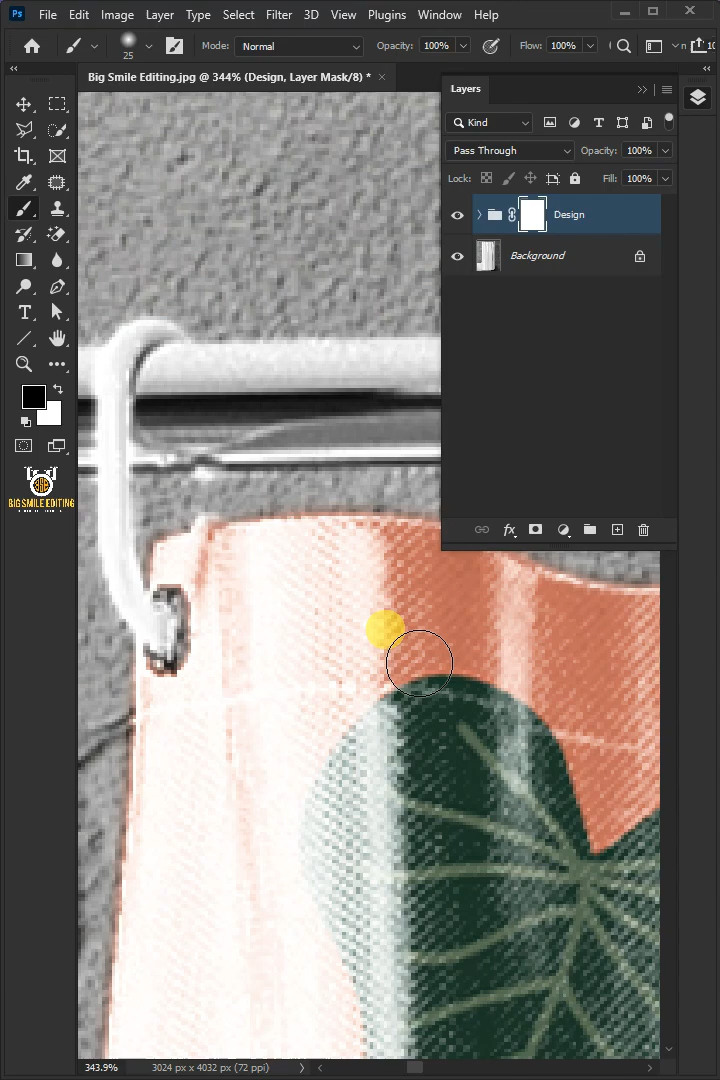 Ps File Edit Image Layer Type Select Filter 3D View Plugins Window Help
25 Mode: Normal Opacity: 100% Flow: 100%
Big Smile Editing.jpg @ 344% (Design, Layer Mask/8) *
Layers
Kind
Pass Through Opacity: 100%
Lock: Fill: 100%
Design
Background
BIG SMILE EDITING
fx
343.9% 3024 px x 4032 px (72 ppi)